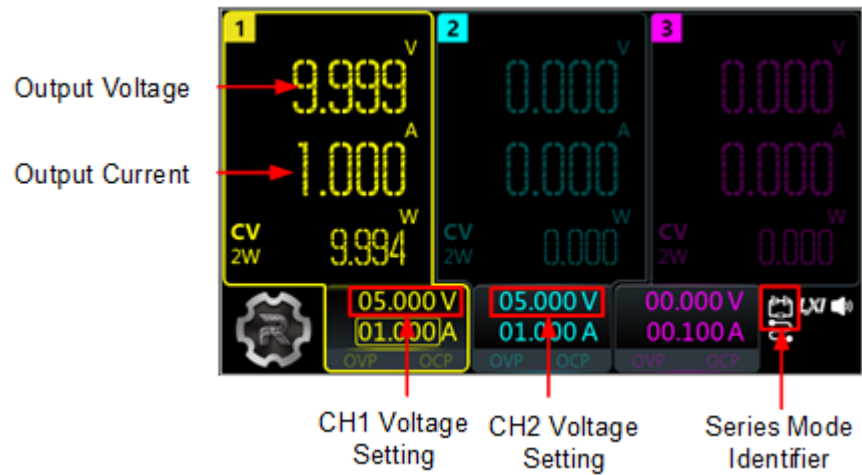 1
2
3
V
V
V
Output Voltage
9.999
0.000
0.000
A
A
A
Output Current
1.000
0.000
0.000
W
W
W
CV
2W
9.994
CV
2W
0.000
CV
2W
0.000
05.000 V
05.000 V
00.000 V
LXI
01.000 A
01.000 A
00.100 A
OVP OCP
OVP OCP
OVP OCP
R
CH1 Voltage
Setting
CH2 Voltage
Setting
Series Mode
Identifier